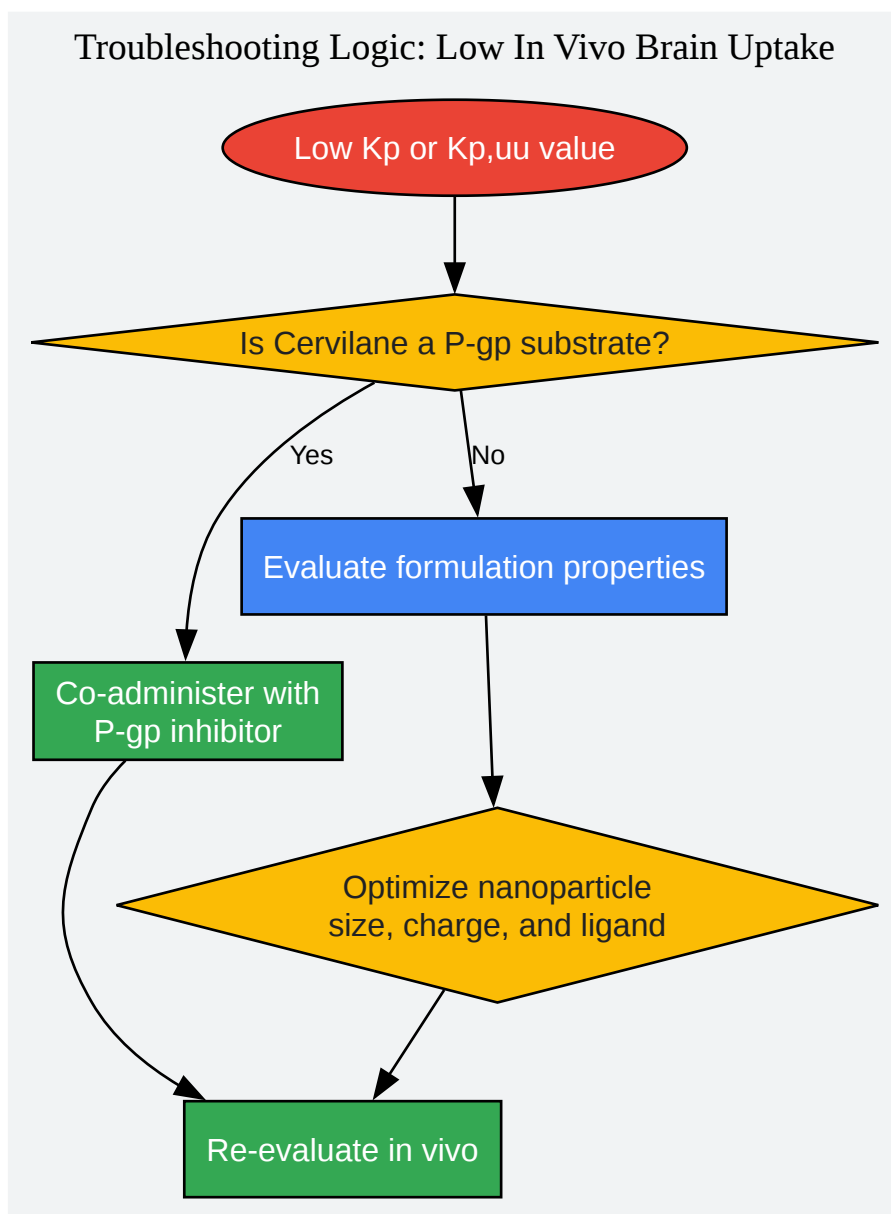 Troubleshooting Logic: Low In Vivo Brain Uptake
Low Kp or Kp,uu value
Is Cervilane a P-gp substrate?
Yes
No
Evaluate formulation properties
Co-administer with
P-gp inhibitor
Optimize nanoparticle
size, charge, and ligand
Re-evaluate in vivo